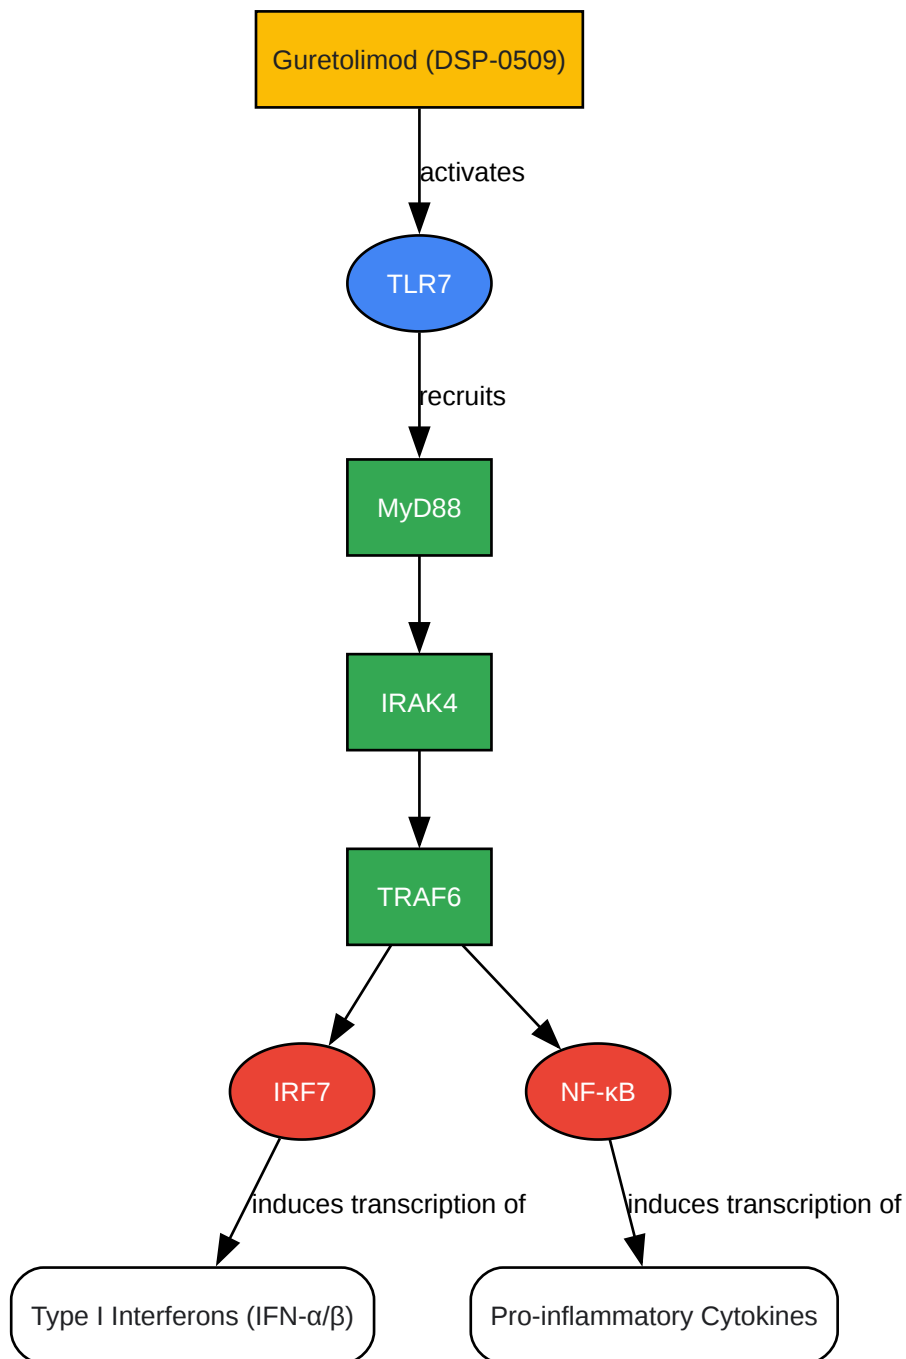 Guretolimod (DSP-0509)
activates
TLR7
recruits
MyD88
IRAK4
TRAF6
IRF7
NF-κB
induces transcription of
induces transcription of
Type I Interferons (IFN-α/β)
Pro-inflammatory Cytokines